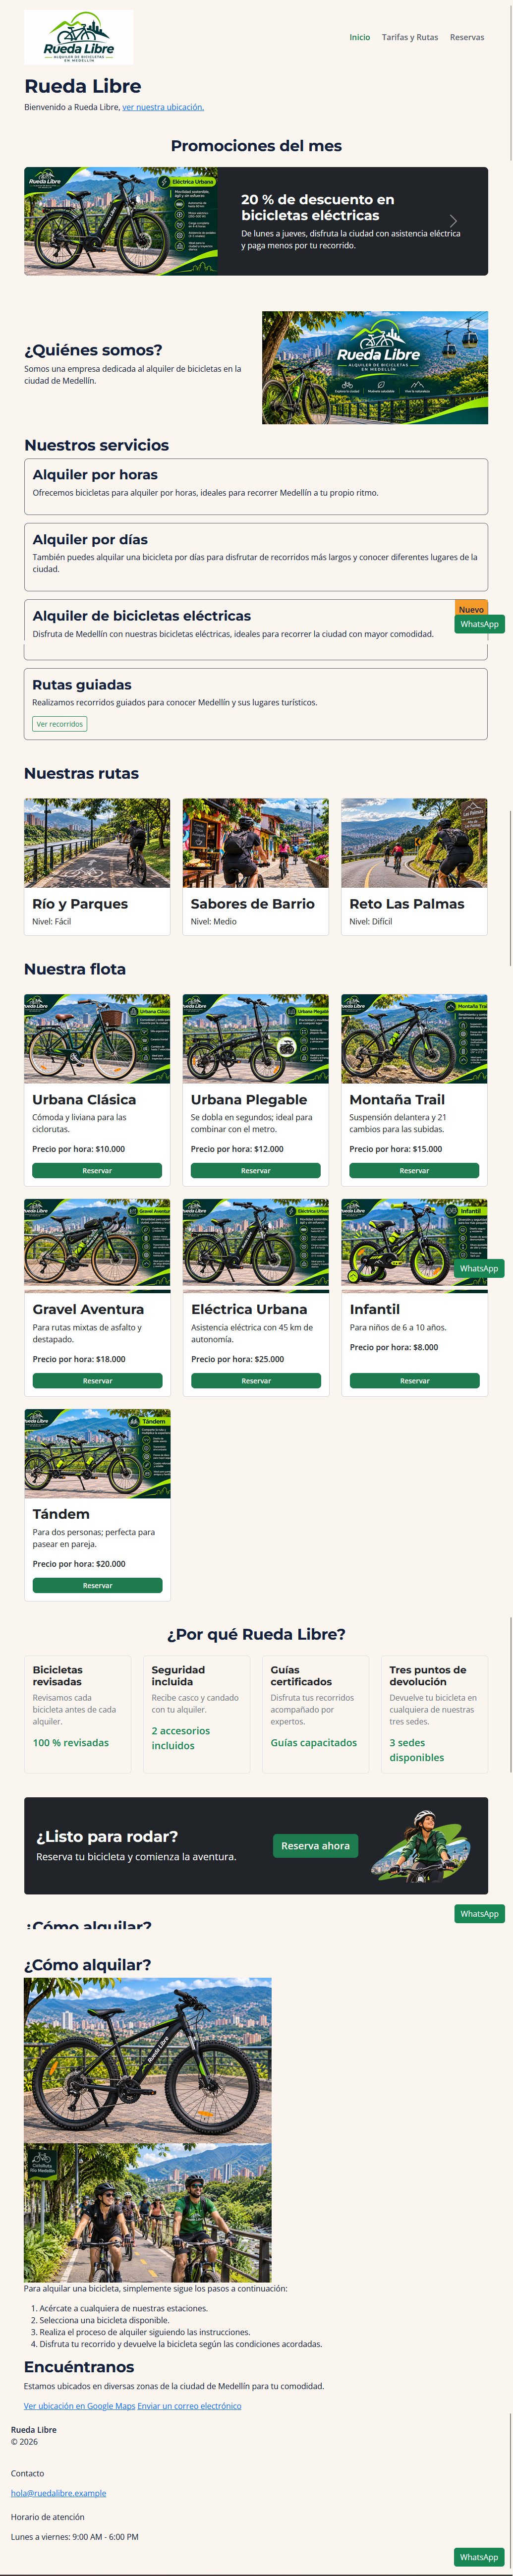 Rueda Libre
ALQUILER DE BICICLETAS
EN MEDELLÍN
Inicio
Tarifas y Rutas
Reservas
Rueda Libre
Bienvenido a Rueda Libre, ver nuestra ubicación.
Promociones del mes
Rueda Libre
Eléctrica Urbana
20 % de descuento en
bicicletas eléctricas
De lunes a jueves, disfruta la ciudad con asistencia eléctrica
y paga menos por tu recorrido.
¿Quiénes somos?
Somos una empresa dedicada al alquiler de bicicletas en la
ciudad de Medellín.
Rueda Libre
ALQUILER DE BICICLETAS
EN MEDELLÍN
Nuestros servicios
Alquiler por horas
Ofrecemos bicicletas para alquiler por horas, ideales para recorrer Medellín a tu propio ritmo.
Alquiler por días
También puedes alquilar una bicicleta por días para disfrutar de recorridos más largos y conocer diferentes lugares de la
ciudad.
Nuevo
Alquiler de bicicletas eléctricas
WhatsApp
Disfruta de Medellín con nuestras bicicletas eléctricas, ideales para recorrer la ciudad con mayor comodidad.
Rutas guiadas
Realizamos recorridos guiados para conocer Medellín y sus lugares turísticos.
Ver recorridos
Nuestras rutas
Las Palmas
Río y Parques
Nivel: Fácil
Sabores de Barrio
Nivel: Medio
Reto Las Palmas
Nivel: Difícil
Nuestra flota
Urbana Clásica
Cómoda y liviana para las
ciclorutas.
Precio por hora: $10.000
Reservar
Urbana Plegable
Se dobla en segundos; ideal para
combinar con el metro.
Precio por hora: $12.000
Reservar
Montaña Trail
Suspensión delantera y 21
cambios para las subidas.
Precio por hora: $15.000
Reservar
Infantil
WhatsApp
Gravel Aventura
Para rutas mixtas de asfalto y
destapado.
Precio por hora: $18.000
Reservar
Eléctrica Urbana
Asistencia eléctrica con 45 km de
autonomía.
Precio por hora: $25.000
Reservar
Infantil
Para niños de 6 a 10 años.
Precio por hora: $8.000
Reservar
Tándem
Tándem
Para dos personas; perfecta para
pasear en pareja.
Precio por hora: $20.000
Reservar
¿Por qué Rueda Libre?
Bicicletas
revisadas
Revisamos cada
bicicleta antes de cada
alquiler.
100 % revisadas
Seguridad
incluida
Recibe casco y candado
con tu alquiler.
2 accesorios
incluidos
Guías
certificados
Disfruta tus recorridos
acompañado por
expertos.
Guías capacitados
Tres puntos de
devolución
Devuelve tu bicicleta en
cualquiera de nuestras
tres sedes.
3 sedes
disponibles
¿Listo para rodar?
Reserva tu bicicleta y comienza la aventura.
Reserva ahora
WhatsApp
¿Cómo alquilar?
¿Cómo alquilar?
Rueda Libre
Para alquilar una bicicleta, simplemente sigue los pasos a continuación:
1. Acércate a cualquiera de nuestras estaciones.
2. Selecciona una bicicleta disponible.
3. Realiza el proceso de alquiler siguiendo las instrucciones.
4. Disfruta tu recorrido y devuelve la bicicleta según las condiciones acordadas.
Encuéntranos
Estamos ubicados en diversas zonas de la ciudad de Medellín para tu comodidad.
Ver ubicación en Google Maps Enviar un correo electrónico
Rueda Libre
© 2026
Contacto
hola@ruedalibre.example
Horario de atención
Lunes a viernes: 9:00 AM - 6:00 PM
WhatsApp